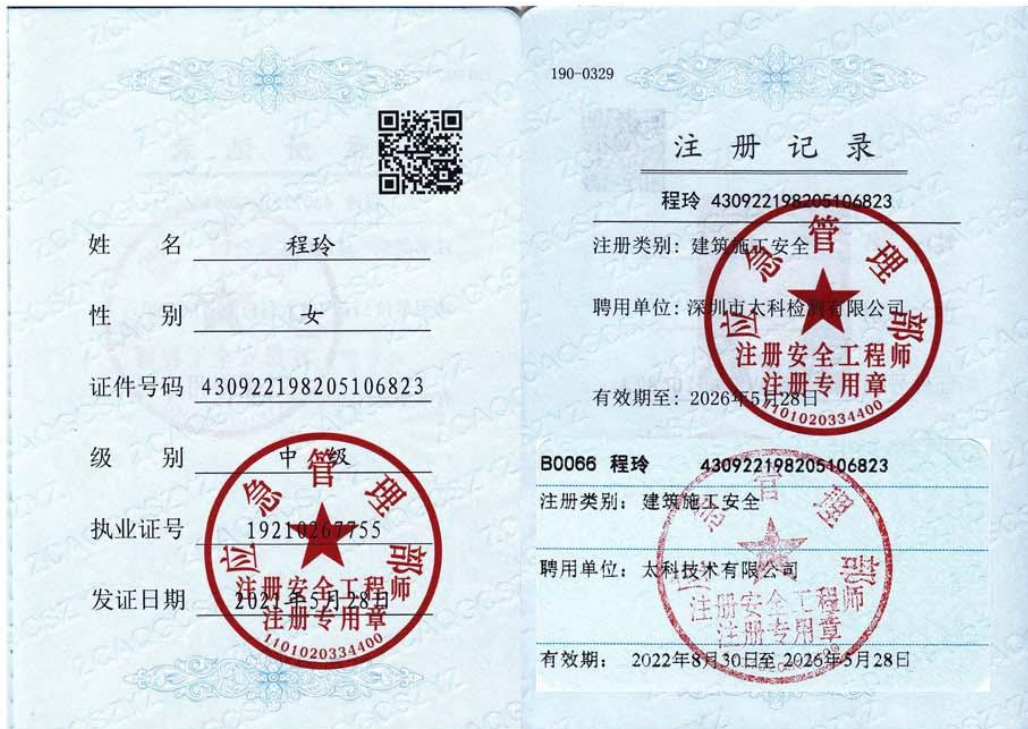 姓 名 程玲
性 别 女
证件号码 430922198205106823
级 别 中 级
执业证号 19210267755
发证日期 2021年5月28日
应急管理部
注册安全工程师
注册专用章
1101020334400
190-0329
注册记录
程玲 430922198205106823
注册类别：建筑施工安全
聘用单位：深圳市太科检测有限公司
有效期至：2026年5月28日
应急管理部
注册安全工程师
注册专用章
1101020334400
B0066 程玲 430922198205106823
注册类别：建筑施工安全
聘用单位：太科技术有限公司
有效期： 2022年8月30日至 2026年5月28日
应急管理部
注册安全工程师
注册专用章